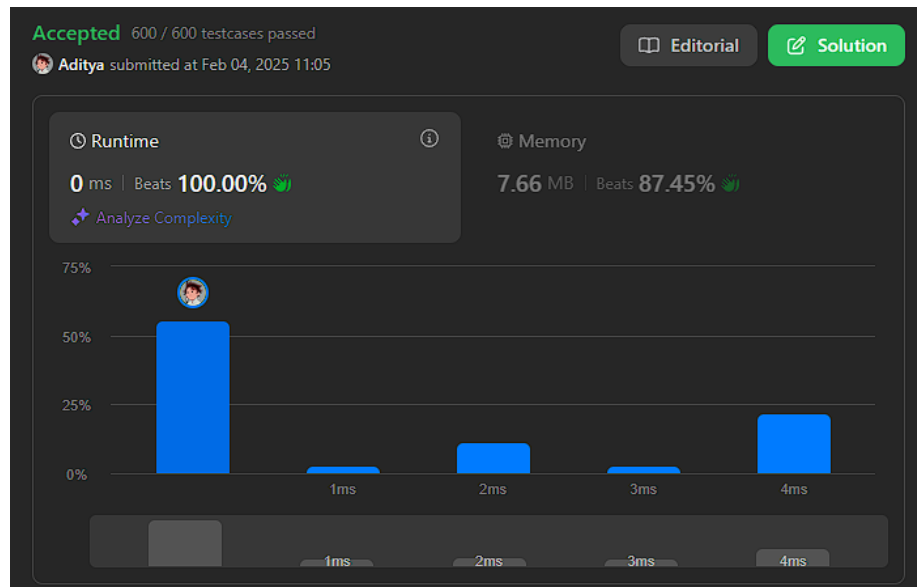 Accepted 600 / 600 testcases passed
Editorial
Solution
Aditya submitted at Feb 04, 2025 11:05
Runtime
0 ms | Beats 100.00%
Analyze Complexity
Memory
7.66 MB | Beats 87.45%
75%
50%
25%
0%
1ms 2ms 3ms 4ms
1ms 2ms 3ms 4ms